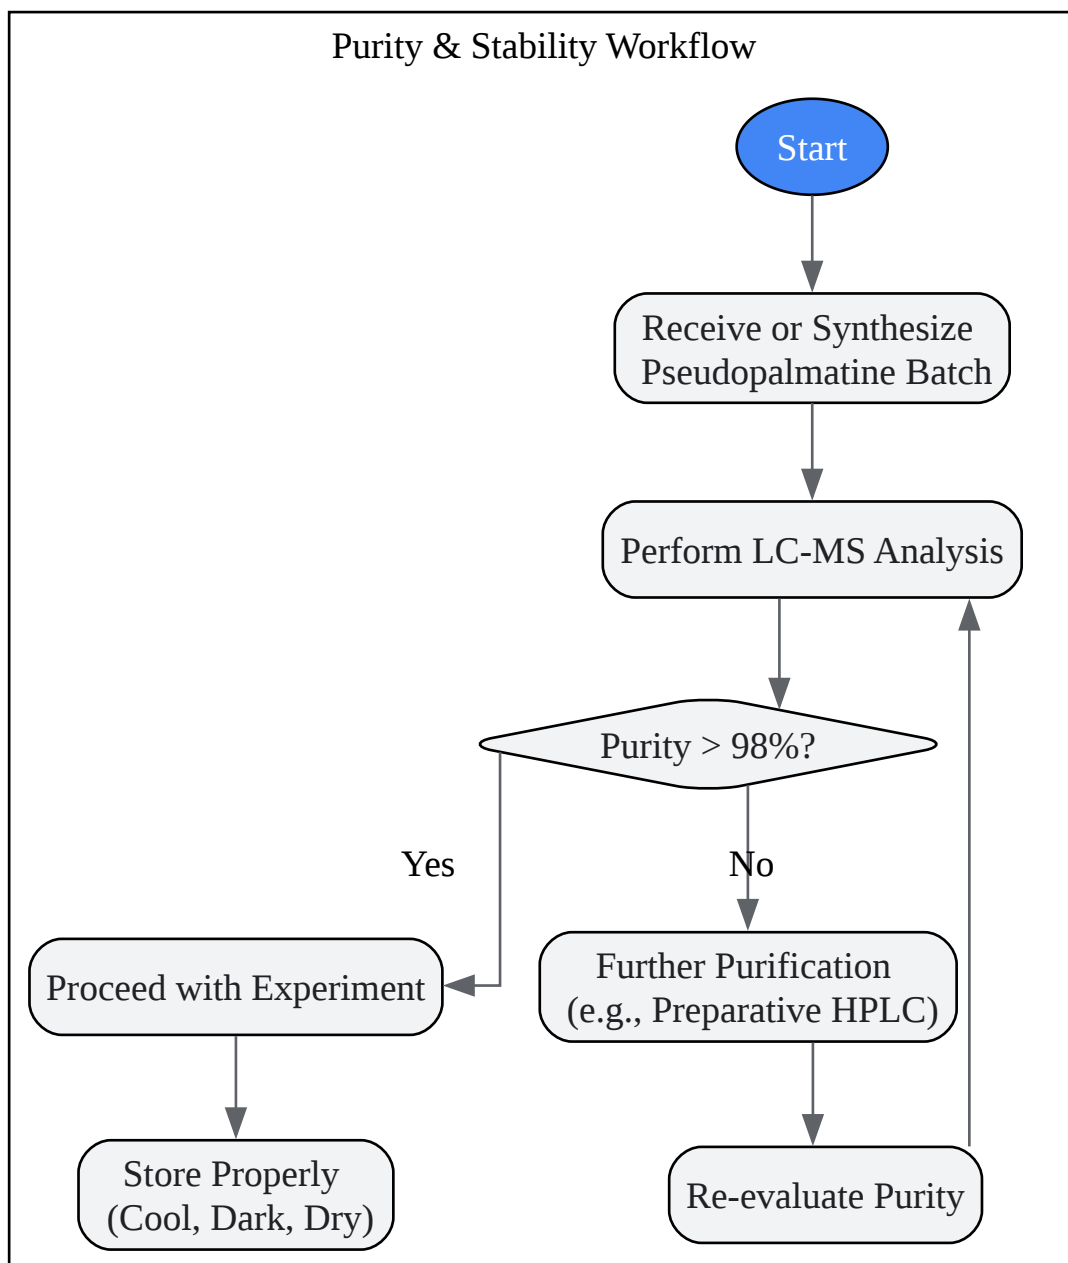 Purity & Stability Workflow
Start
Receive or Synthesize
Pseudopalmatine Batch
Perform LC-MS Analysis
Purity > 98%?
Yes
No
Proceed with Experiment
Further Purification
(e.g., Preparative HPLC)
Store Properly
(Cool, Dark, Dry)
Re-evaluate Purity